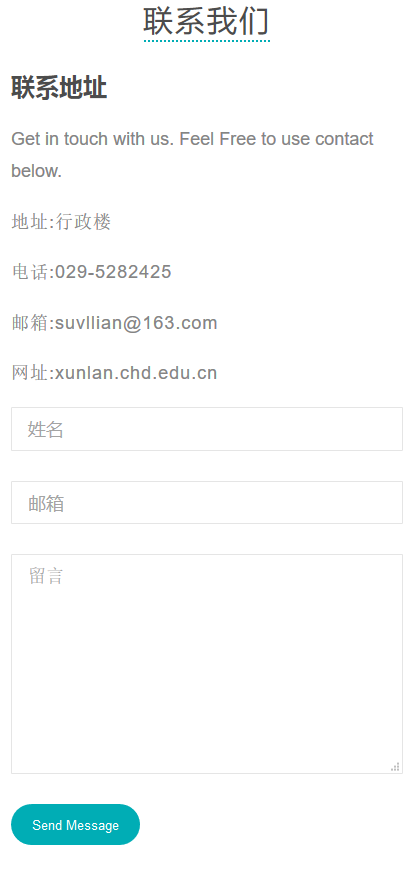 联系我们
联系地址
Get in touch with us. Feel Free to use contact
below.
地址:行政楼
电话:029-5282425
邮箱:suvllian@163.com
网址:xunlan.chd.edu.cn
姓名
邮箱
留言
Send Message